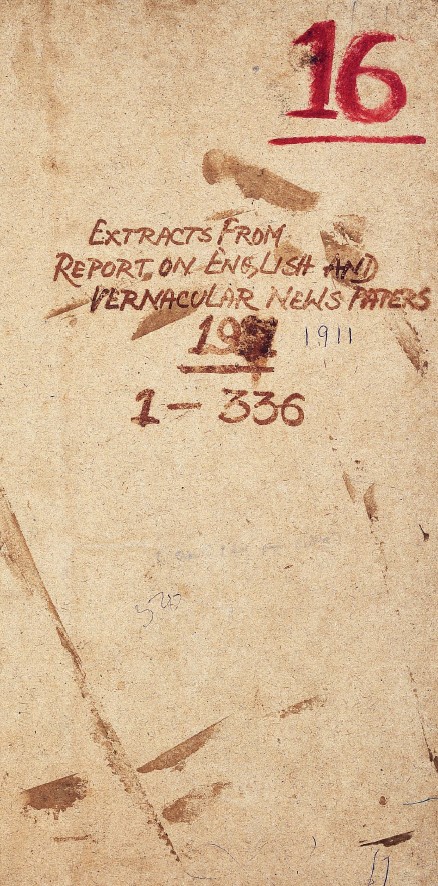 16
EXTRACTS FROM
REPORT, ON ENGLISH AND
VERNACULAR NEWS PAPERS
1911
1 – 336